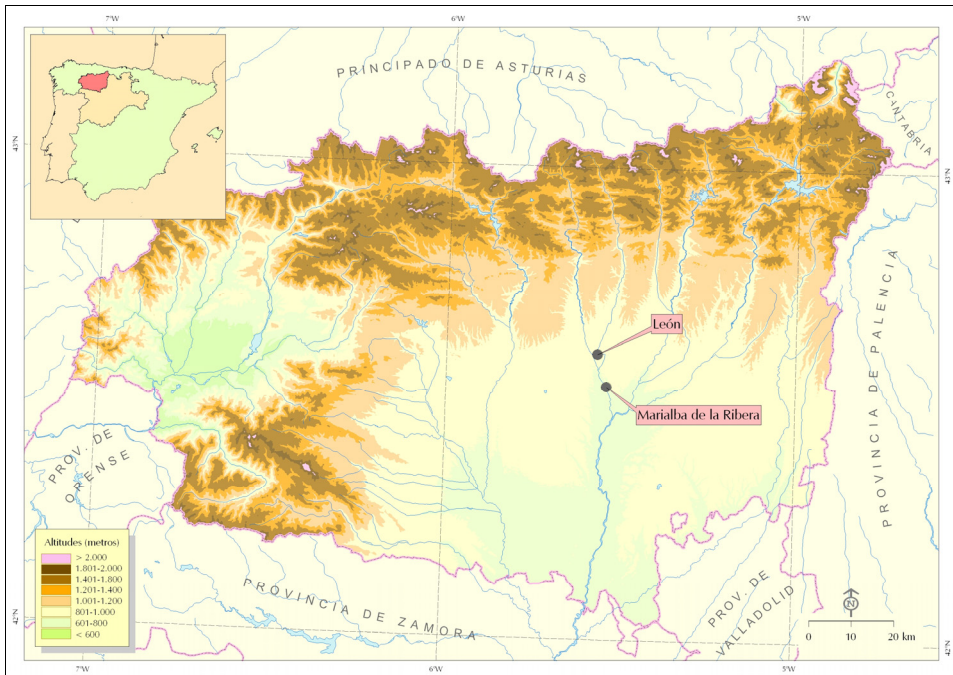 7°W
6°W
5°W
PRINCIPADO DE ASTURIAS
CANTABRIA
43°N
43°N
León
Marialba de la Ribera
PROVINCIA DE PALENCIA
PROV. DE
ORENSE
Altitudes (metros)
> 2.000
1.801-2.000
1.401-1.800
1.201-1.400
1.001-1.200
801-1.000
601-800
< 600
PROVINCIA DE ZAMORA
PROV. DE
VALLADOLID
N
0 10 20 km
42°N
42°N
7°W
6°W
5°W